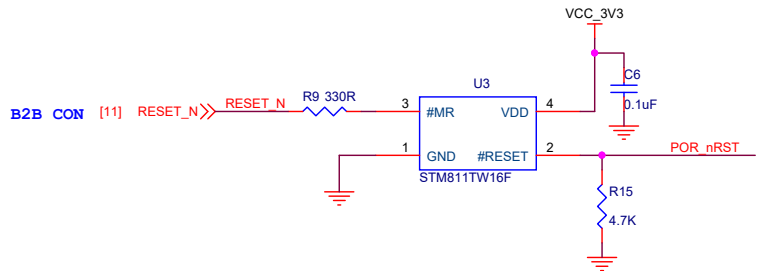 VCC_3V3
U3
C6
0.1uF
B2B CON [11] RESET_N RESET_N R9 330R 3 #MR VDD 4
1 GND #RESET 2 POR_nRST
STM811TW16F
R15
4.7K